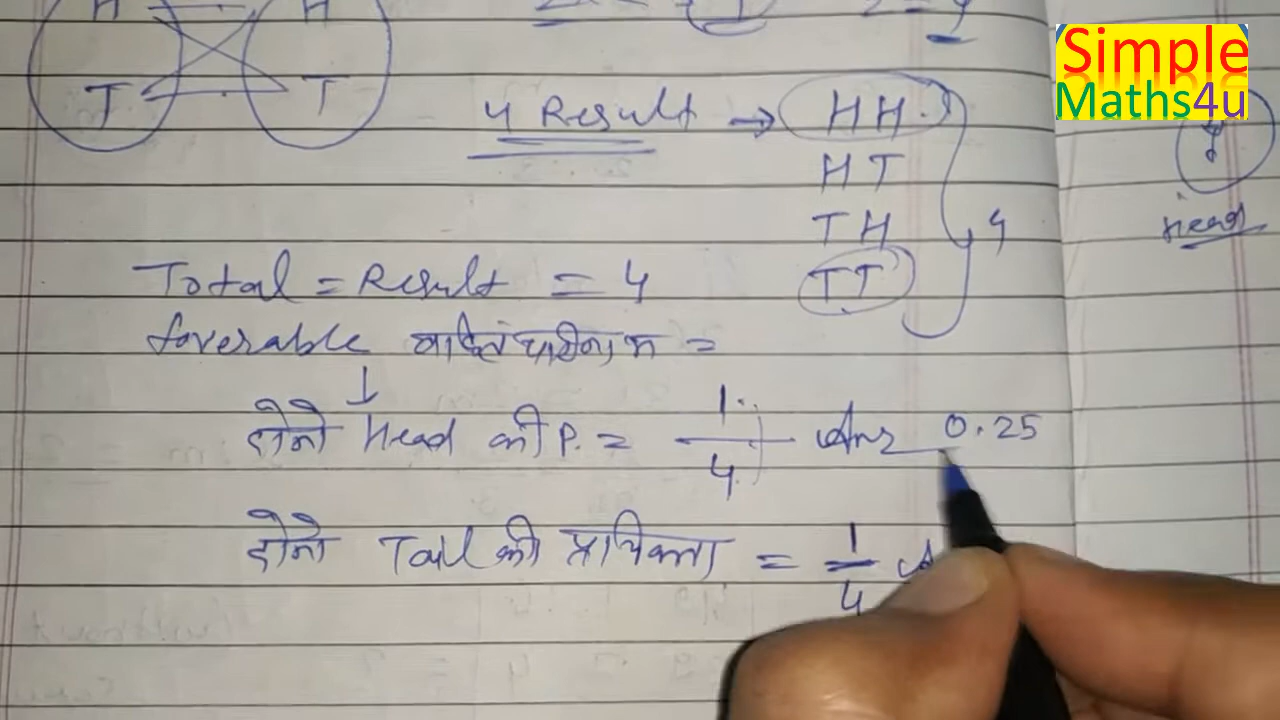 H H
T T
Simple
Maths4u
4 Result → HH
HT
TH 4
TT
Head
Total = Result = 4
foverable =
↓
दोनो Head की P. = 1/4 Ans 0.25
दोनो Tail की प्रायिकता = 1/4 A